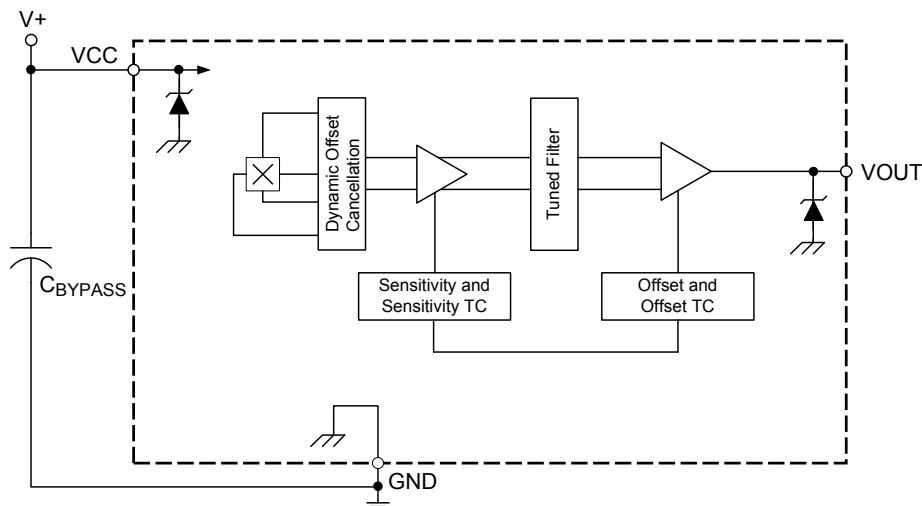 V+
VCC
Dynamic Offset
Cancellation
Tuned Filter
VOUT
CBYPASS
Sensitivity and
Sensitivity TC
Offset and
Offset TC
GND